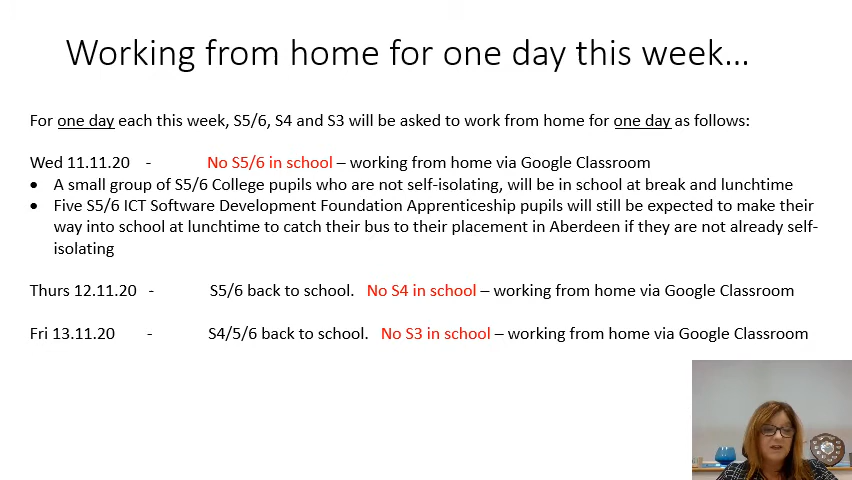 Working from home for one day this week…
For one day each this week, S5/6, S4 and S3 will be asked to work from home for one day as follows:
Wed 11.11.20 - No S5/6 in school – working from home via Google Classroom
• A small group of S5/6 College pupils who are not self-isolating, will be in school at break and lunchtime
• Five S5/6 ICT Software Development Foundation Apprenticeship pupils will still be expected to make their
way into school at lunchtime to catch their bus to their placement in Aberdeen if they are not already self-
isolating
Thurs 12.11.20 - S5/6 back to school. No S4 in school – working from home via Google Classroom
Fri 13.11.20 - S4/5/6 back to school. No S3 in school – working from home via Google Classroom